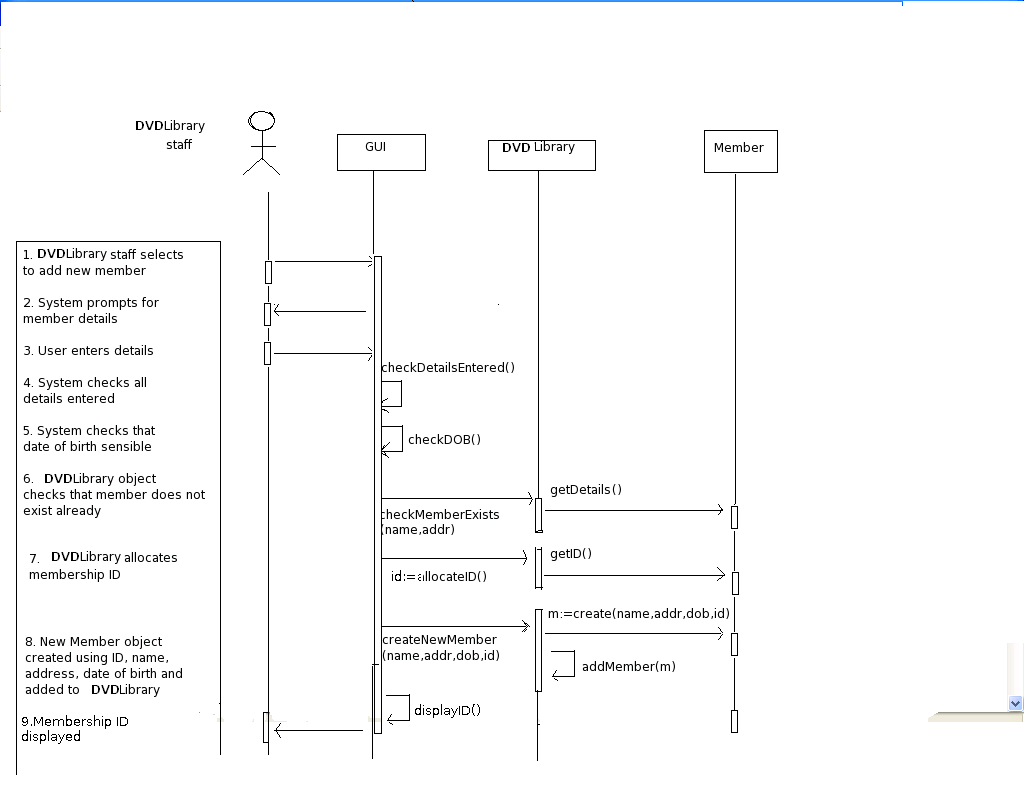 DVDLibrary
staff
GUI
DVD Library
Member
1. DVDLibrary staff selects
to add new member
2. System prompts for
member details
3. User enters details
4. System checks all
details entered
5. System checks that
date of birth sensible
6. DVDLibrary object
checks that member does not
exist already
7. DVDLibrary allocates
membership ID
8. New Member object
created using ID, name,
address, date of birth and
added to DVDLibrary
9.Membership ID
displayed
checkDetailsEntered()
checkDOB()
getDetails()
checkMemberExists
(name,addr)
getID()
id:=allocateID()
m:=create(name,addr,dob,id)
createNewMember
(name,addr,dob,id)
addMember(m)
displayID()